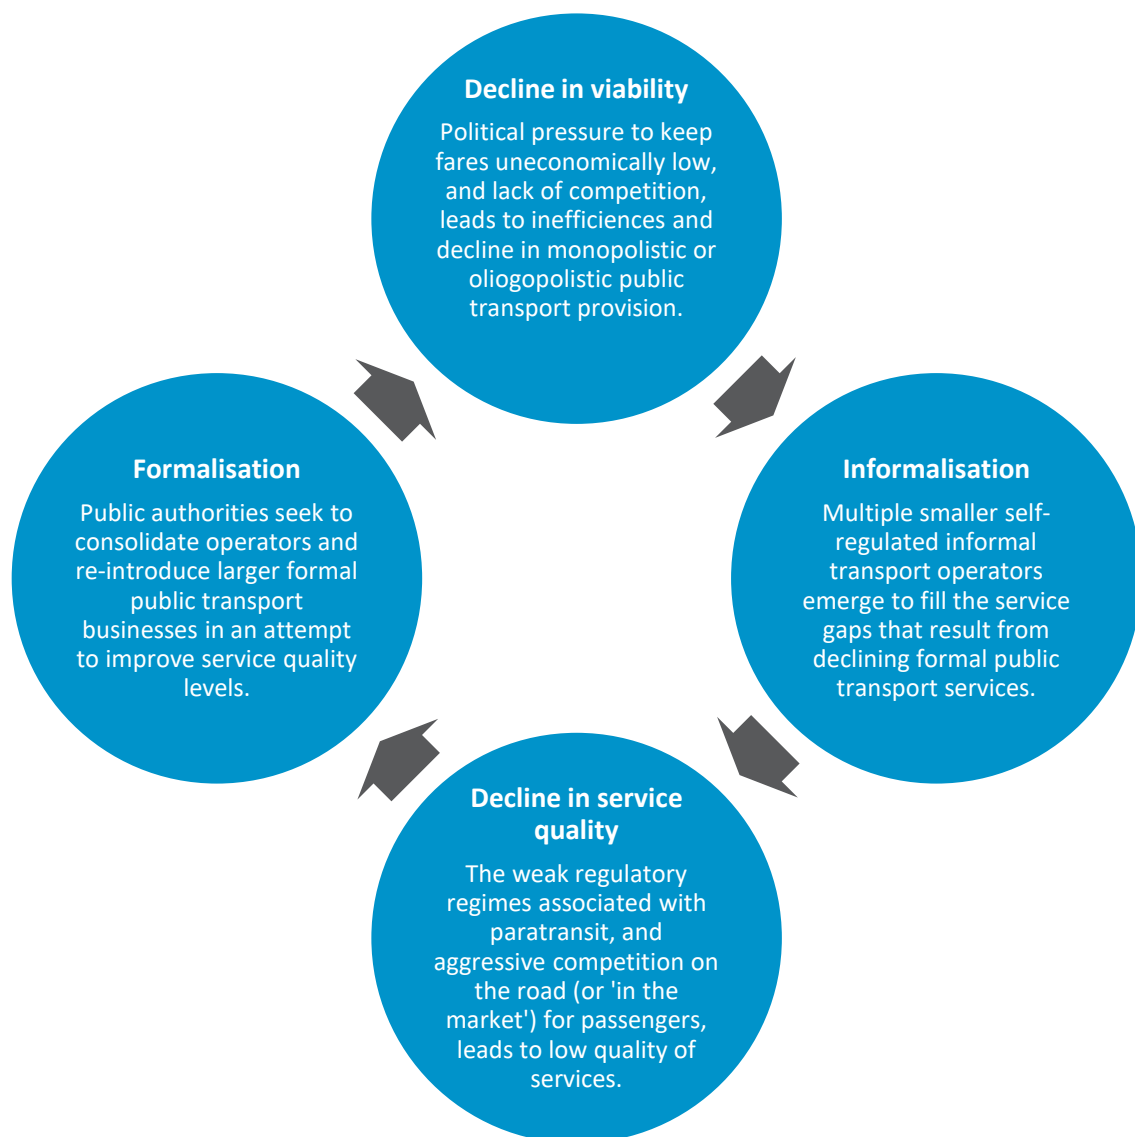 Decline in viability
Political pressure to keep
fares uneconomically low,
and lack of competition,
leads to inefficiences and
decline in monopolistic or
oliogopolistic public
transport provision.
Informalisation
Multiple smaller self-
regulated informal
transport operators
emerge to fill the service
gaps that result from
declining formal public
transport services.
Decline in service
quality
The weak regulatory
regimes associated with
paratransit, and
aggressive competition on
the road (or 'in the
market') for passengers,
leads to low quality of
services.
Formalisation
Public authorities seek to
consolidate operators and
re-introduce larger formal
public transport
businesses in an attempt
to improve service quality
levels.